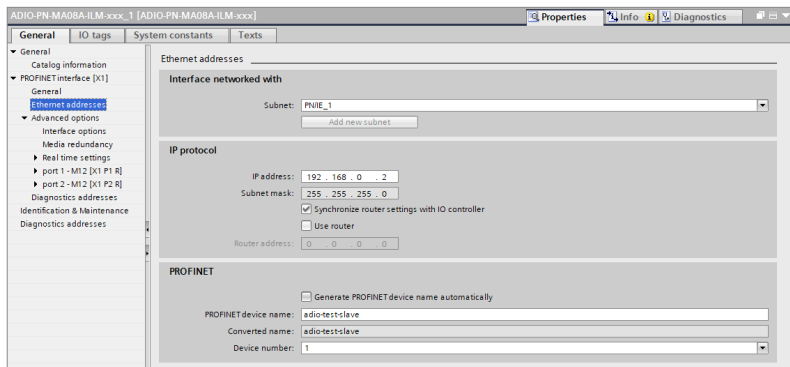 ADIO-PN-MA08A-ILM-xxx_1 [ADIO-PN-MA08A-ILM-xxx]
Properties
Info
Diagnostics
General
IO tags
System constants
Texts
General
Catalog information
PROFINET interface [X1]
General
Ethernet addresses
Advanced options
Interface options
Media redundancy
Real time settings
port 1 - M12 [X1 P1 R]
port 2 - M12 [X1 P2 R]
Diagnostics addresses
Identification & Maintenance
Diagnostics addresses
Ethernet addresses
Interface networked with
Subnet: PN/IE_1
Add new subnet
IP protocol
IP address: 192 . 168 . 0 . 2
Subnet mask: 255 . 255 . 255 . 0
Synchronize router settings with IO controller
Use router
Router address: 0 . 0 . 0 . 0
PROFINET
Generate PROFINET device name automatically
PROFINET device name: adio-test-slave
Converted name: adio-test-slave
Device number: 1